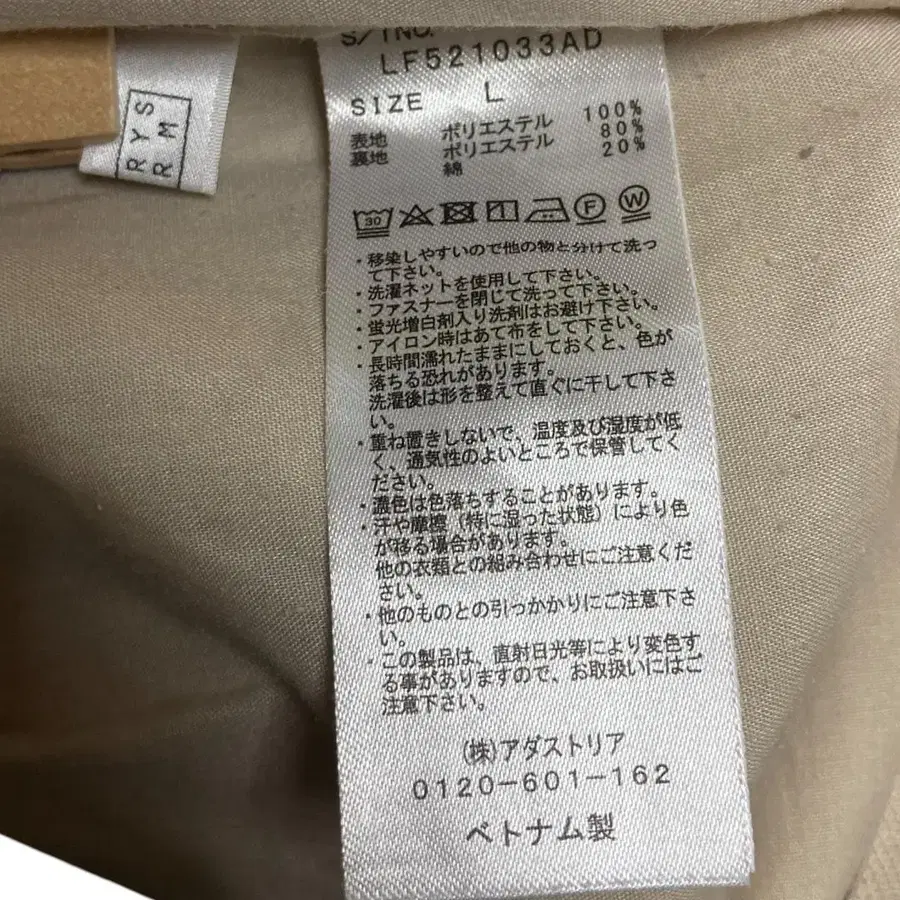 S/TNO.
LF521033AD
SIZE L
表地 ポリエステル 100%
裏地 ポリエステル 80%
綿 20%
30
F
W
・移染しやすいので他の物と分けて洗っ
て下さい。
・洗濯ネットを使用して下さい。
・ファスナーを閉じて洗って下さい。
・蛍光増白剤入り洗剤はお避け下さい。
・アイロン時はあて布をして下さい。
・長時間濡れたままにしておくと、色が
落ちる恐れがあります。
洗濯後は形を整えて直ぐに干して下さ
い。
・重ね置きしないで、温度及び湿度が低
く、通気性のよいところで保管してく
ださい。
・濃色は色落ちすることがあります。
・汗や摩擦（特に湿った状態）により色
が移る場合があります。
他の衣類との組み合わせにご注意くだ
さい。
・他のものとの引っかかりにご注意下さ
い。
・この製品は、直射日光等により変色す
る事がありますので、お取扱いにはご
注意下さい。
(株)アダストリア
0120-601-162
ベトナム製
RYS
RM